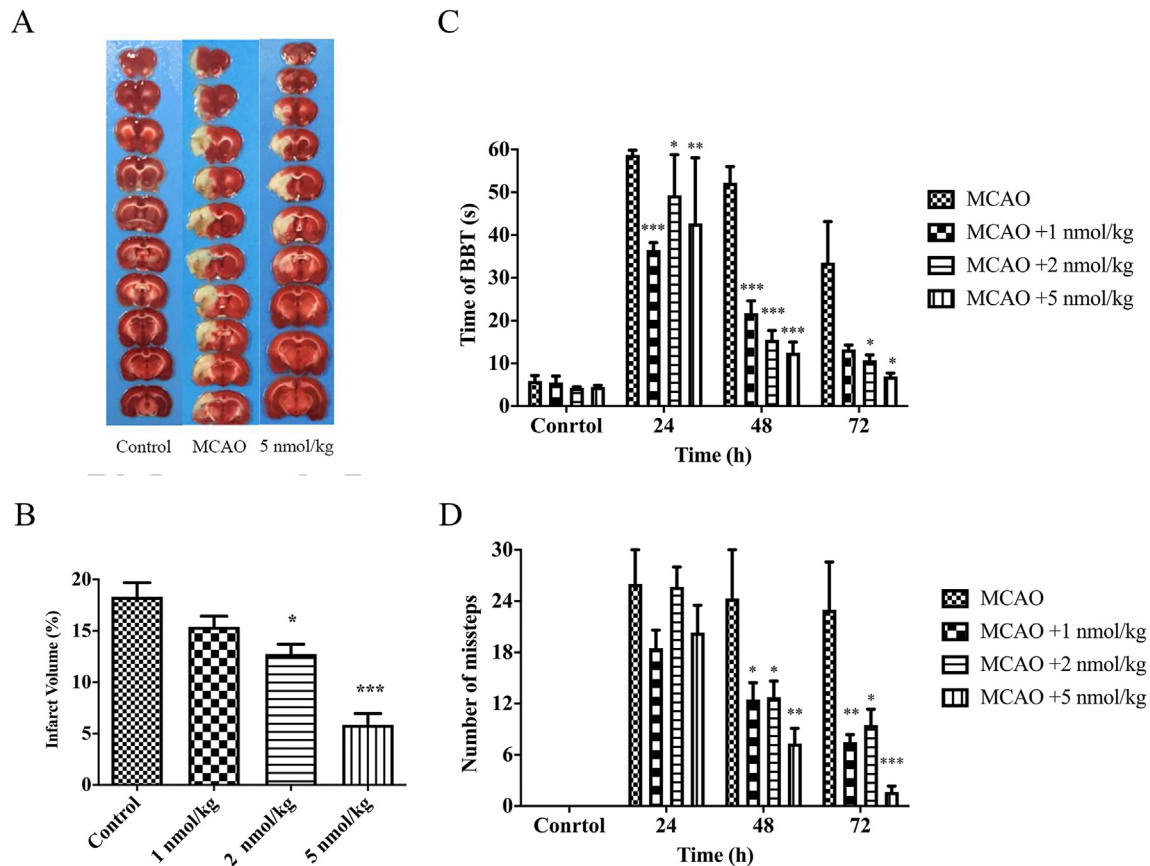 A
Control MCAO 5 nmol/kg
B
Infarct Volume (%)
20
15
10
5
0
*
***
Control
1 nmol/kg
2 nmol/kg
5 nmol/kg
C
Time of BBT (s)
60
50
40
30
20
10
0
*** * **
*** *** ***
* *
Conrtol 24 48 72
Time (h)
MCAO
MCAO +1 nmol/kg
MCAO +2 nmol/kg
MCAO +5 nmol/kg
D
Number of missteps
30
24
18
12
6
0
* * **
** * ***
Conrtol 24 48 72
Time (h)
MCAO
MCAO +1 nmol/kg
MCAO +2 nmol/kg
MCAO +5 nmol/kg